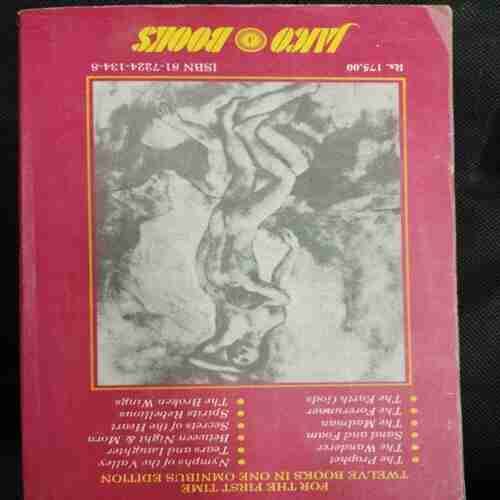 FOR THE FIRST TIME
TWELVE BOOKS IN ONE OMNIBUS EDITION
• The Prophet
• The Wanderer
• Sand and Foam
• The Madman
• The Forerunner
• The Earth Gods
• Nymphs of the Valley
• Tears and Laughter
• Between Night & Morn
• Secrets of the Heart
• Spirits Rebellious
• The Broken Wings
Rs. 175.00 ISBN 81-7224-134-8
JAICO BOOKS